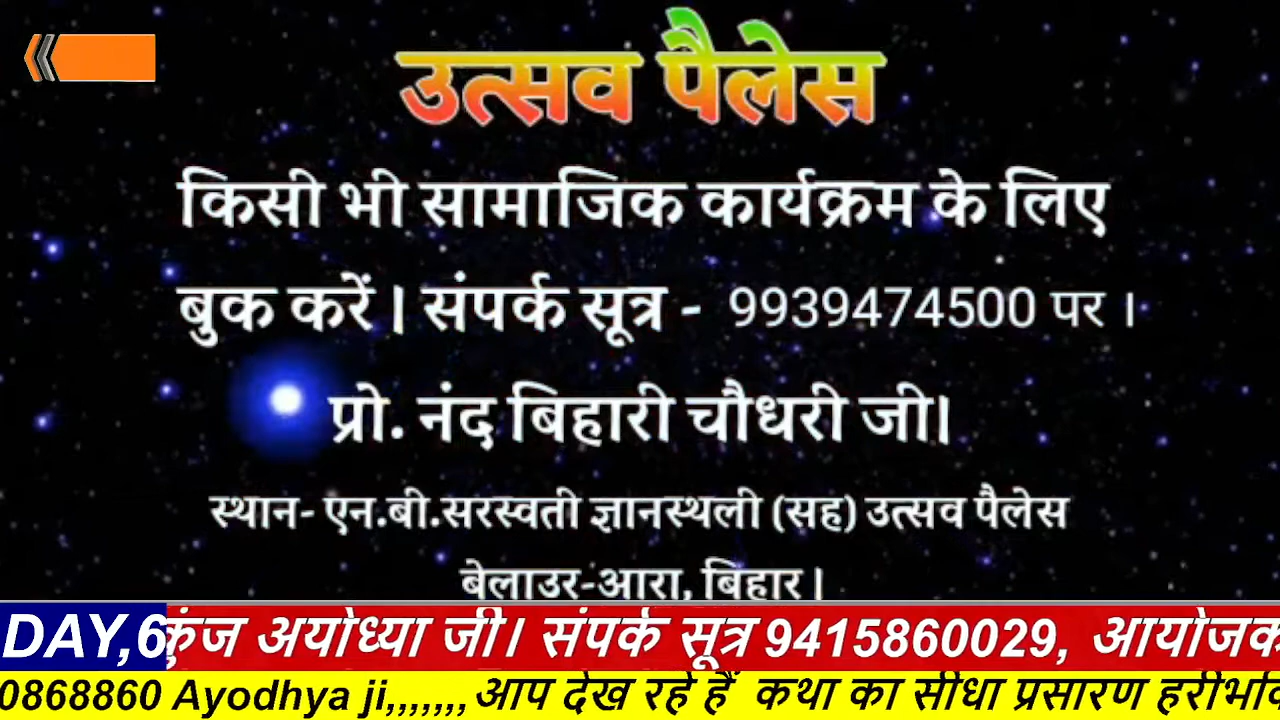 उत्सव पैलेस
किसी भी सामाजिक कार्यक्रम के लिए
बुक करें । संपर्क सूत्र - 9939474500 पर ।
प्रो. नंद बिहारी चौधरी जी।
स्थान- एन.बी.सरस्वती ज्ञानस्थली (सह) उत्सव पैलेस
बेलाउर-आरा, बिहार ।
DAY,6 कुंज अयोध्या जी। संपर्क सूत्र 9415860029, आयोजक
0868860 Ayodhya ji,,,,,,, आप देख रहे हैं कथा का सीधा प्रसारण